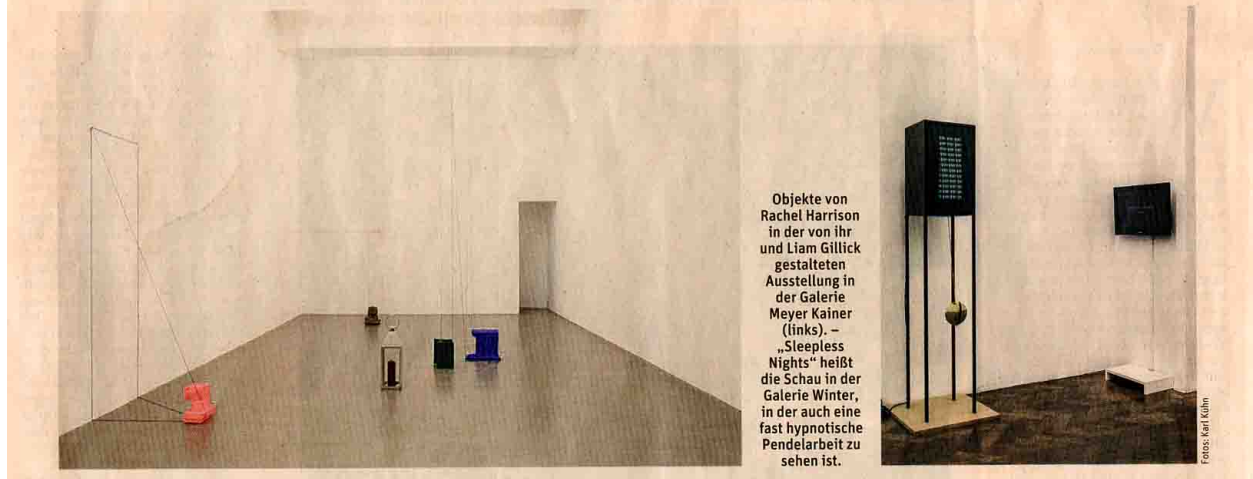 Objekte von
Rachel Harrison
in der von ihr
und Liam Gillick
gestalteten
Ausstellung in
der Galerie
Meyer Kainer
(links). –
„Sleepless
Nights“ heißt
die Schau in der
Galerie Winter,
in der auch eine
fast hypnotische
Pendelarbeit zu
sehen ist.
Fotos: Karl Kühn